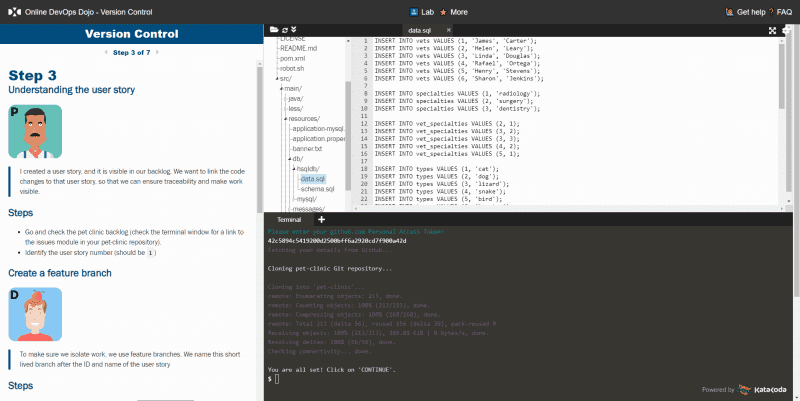 Online DevOps Dojo - Version Control
Lab
More
Get help
? FAQ
Version Control
Step 3 of 7
Step 3
Understanding the user story
P
I created a user story, and it is visible in our backlog. We want to link the code
changes to that user story, so that we can ensure traceability and make work
visible.
Steps
Go and check the pet clinic backlog (check the terminal window for a link to
the issues module in your pet-clinic repository).
Identify the user story number (should be 1 )
Create a feature branch
D
To make sure we isolate work, we use feature branches. We name this short
lived branch after the ID and name of the user story
Steps
LICENSE
README.md
pom.xml
robot.sh
src/
main/
java/
less/
resources/
application-mysql.
application.prope
banner.txt
db/
hsqldb/
data.sql
schema.sql
mysql/
messages/
data.sql
1 INSERT INTO vets VALUES (1, 'James', 'Carter');
2 INSERT INTO vets VALUES (2, 'Helen', 'Leary');
3 INSERT INTO vets VALUES (3, 'Linda', 'Douglas');
4 INSERT INTO vets VALUES (4, 'Rafael', 'Ortega');
5 INSERT INTO vets VALUES (5, 'Henry', 'Stevens');
6 INSERT INTO vets VALUES (6, 'Sharon', 'Jenkins');
7
8 INSERT INTO specialties VALUES (1, 'radiology');
9 INSERT INTO specialties VALUES (2, 'surgery');
10 INSERT INTO specialties VALUES (3, 'dentistry');
11
12 INSERT INTO vet_specialties VALUES (2, 1);
13 INSERT INTO vet_specialties VALUES (3, 2);
14 INSERT INTO vet_specialties VALUES (3, 3);
15 INSERT INTO vet_specialties VALUES (4, 2);
16 INSERT INTO vet_specialties VALUES (5, 1);
17
18 INSERT INTO types VALUES (1, 'cat');
19 INSERT INTO types VALUES (2, 'dog');
20 INSERT INTO types VALUES (3, 'lizard');
21 INSERT INTO types VALUES (4, 'snake');
22 INSERT INTO types VALUES (5, 'bird');
Terminal
Please enter your github.com Personal Access Token:
42c5894c5419200d2500bff6a2920cd7f900a42d
Fetching your details from GitHub...
Cloning pet-clinic Git repository...
Cloning into 'pet-clinic'...
remote: Enumerating objects: 213, done.
remote: Counting objects: 100% (213/213), done.
remote: Compressing objects: 100% (160/160), done.
remote: Total 213 (delta 36), reused 156 (delta 20), pack-reused 0
Receiving objects: 100% (213/213), done.
Resolving deltas: 100% (36/36), done.
Checking connectivity... done.
You are all set! Click on 'CONTINUE'.
$
Powered by
Katacoda